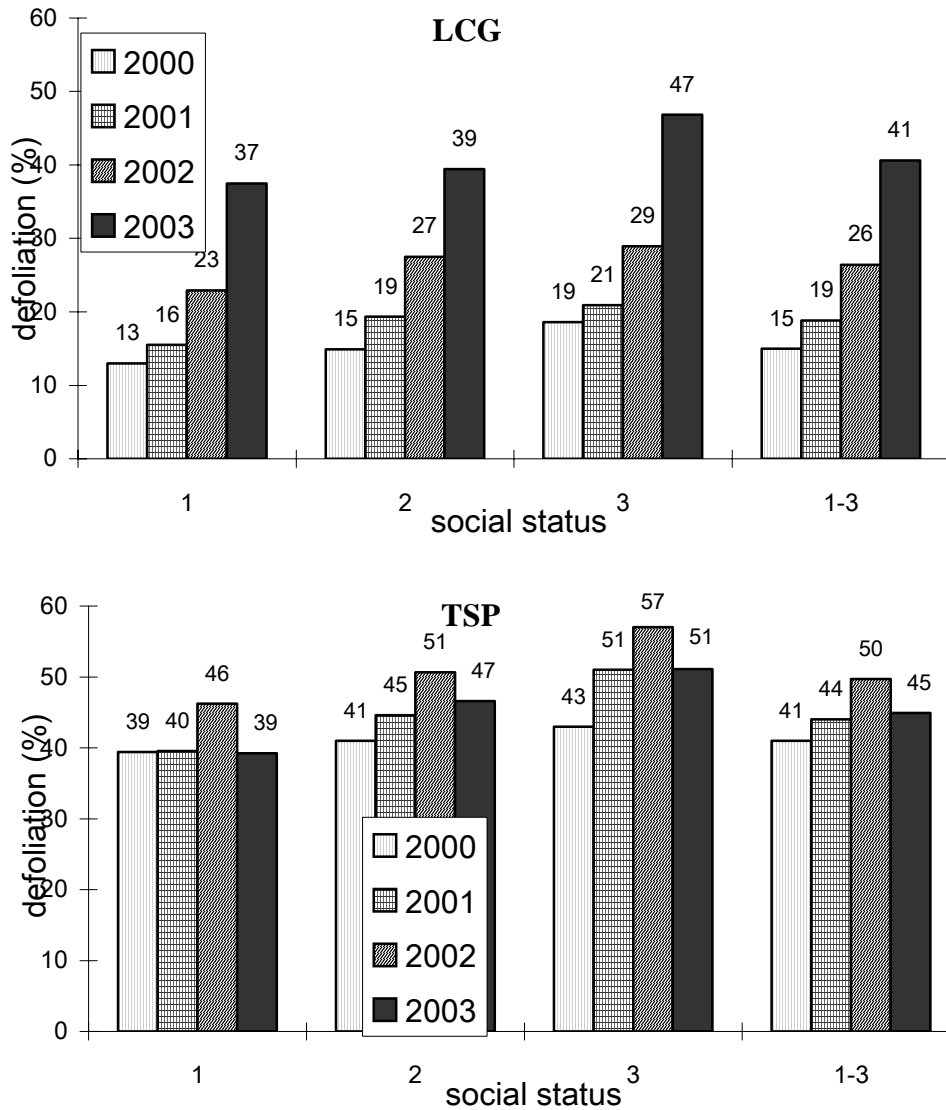 LCG
60
50
40
30
20
10
0
defoliation (%)
2000
2001
2002
2003
13 16 23 37
15 19 27 39
19 21 29 47
15 19 26 41
1 2 3 1-3
social status
TSP
60
50
40
30
20
10
0
defoliation (%)
39 40 46 39
41 45 51 47
43 51 57 51
41 44 50 45
2000
2001
2002
2003
1 2 3 1-3
social status